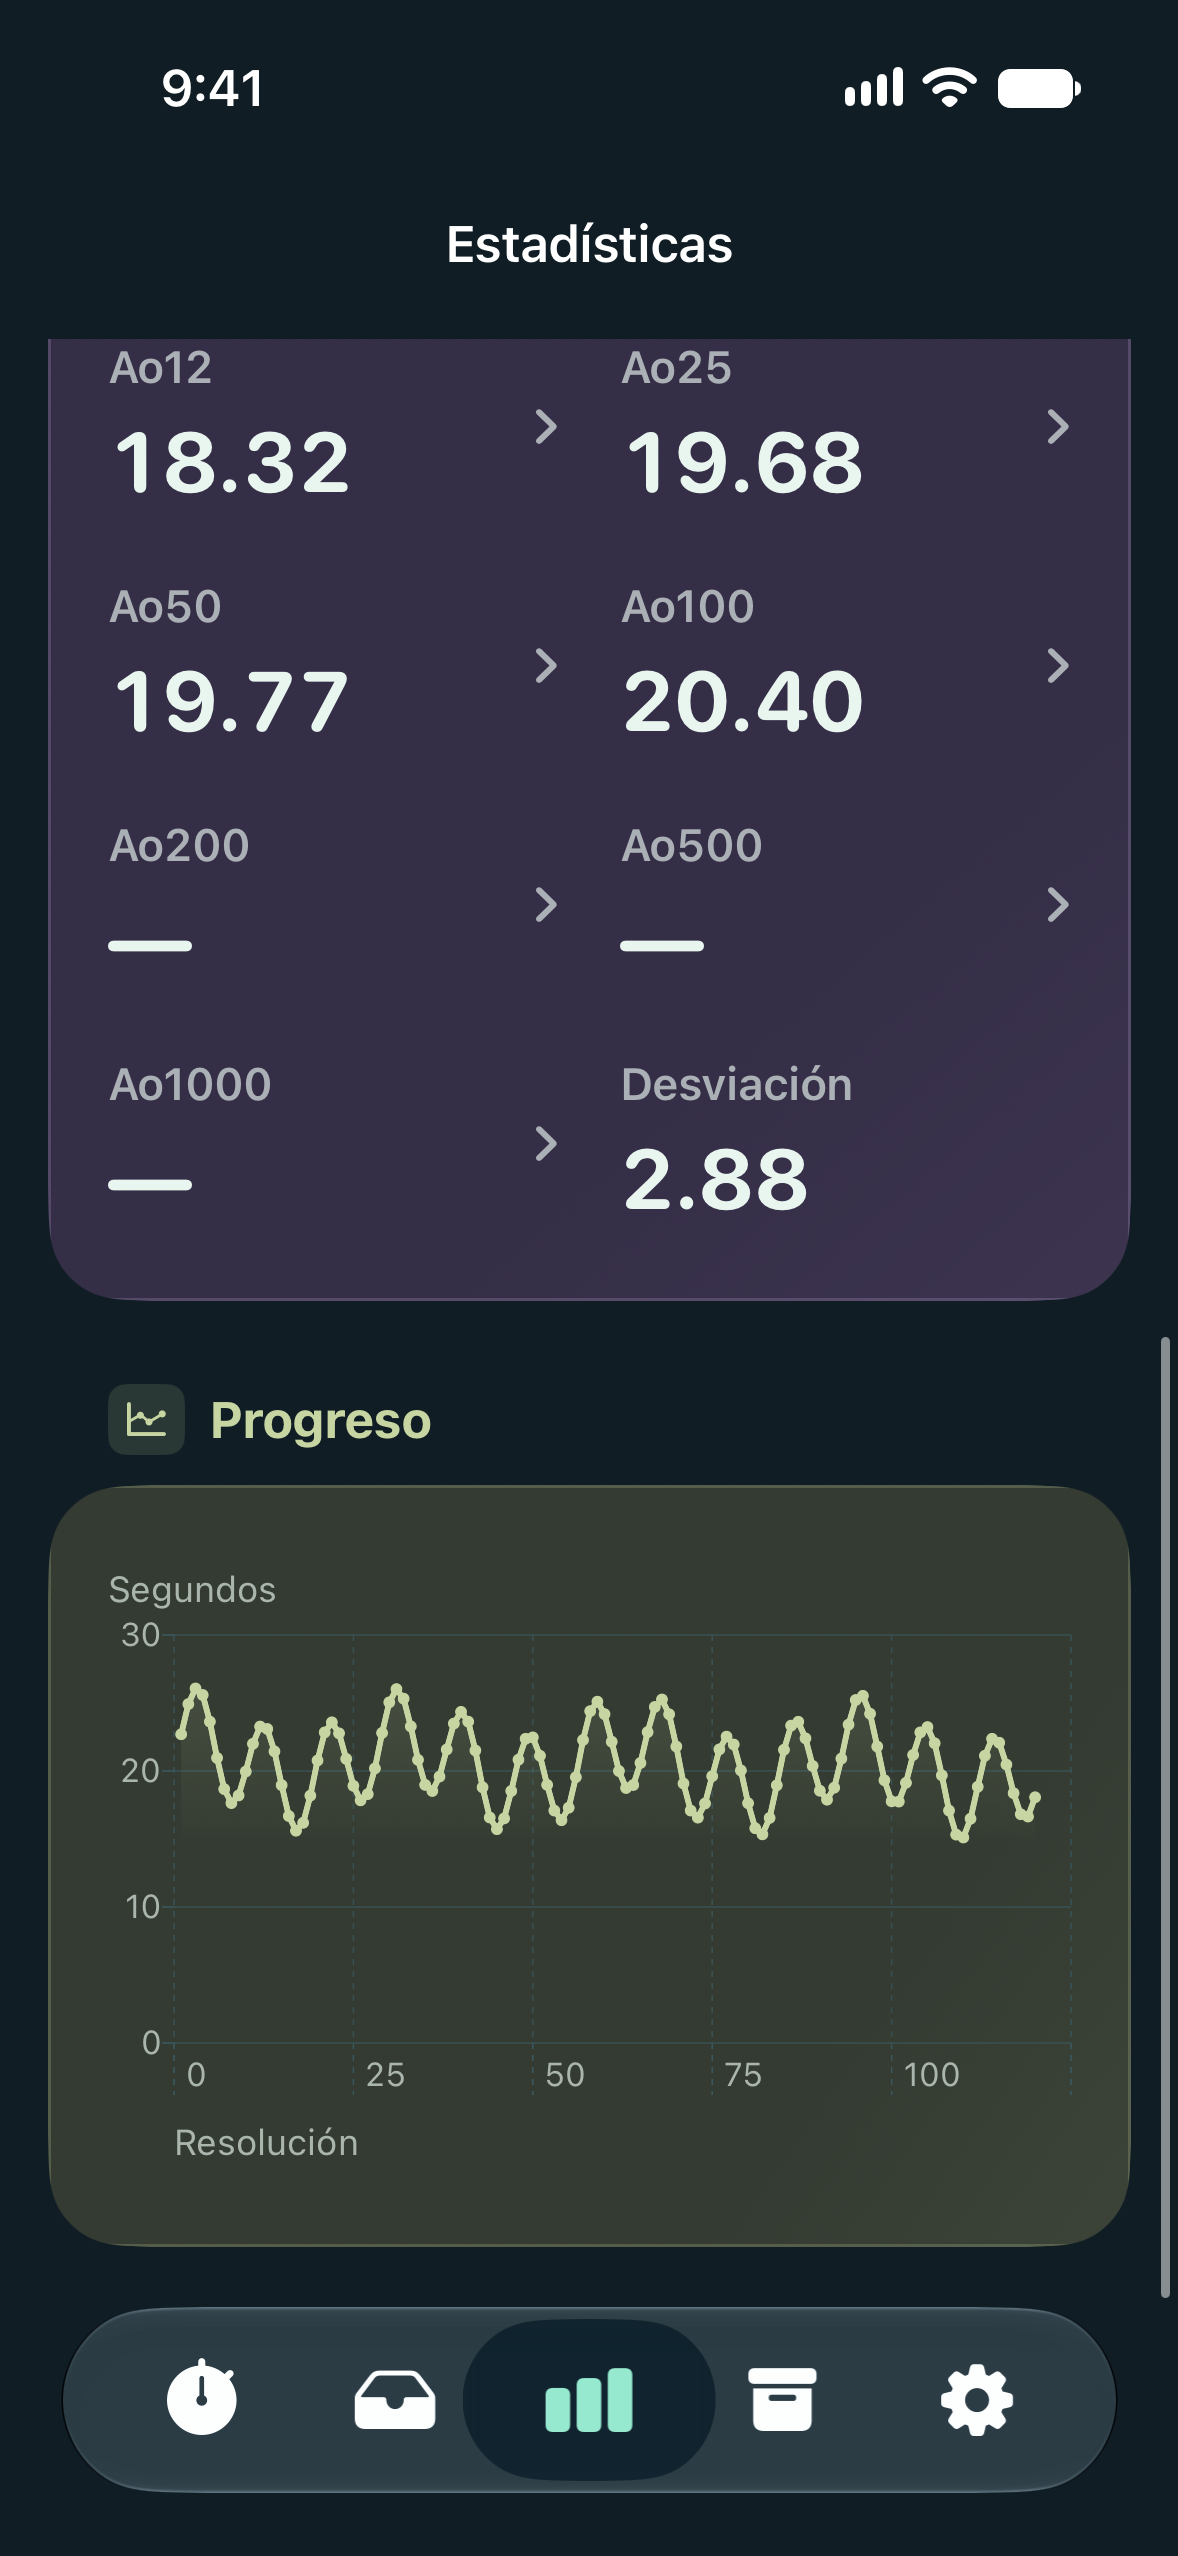 9:41
Estadísticas
Ao12 Ao25
18.32 19.68
Ao50 Ao100
19.77 20.40
Ao200 Ao500
— —
Ao1000 Desviación
— 2.88
Progreso
Segundos
30
20
10
0
0 25 50 75 100
Resolución